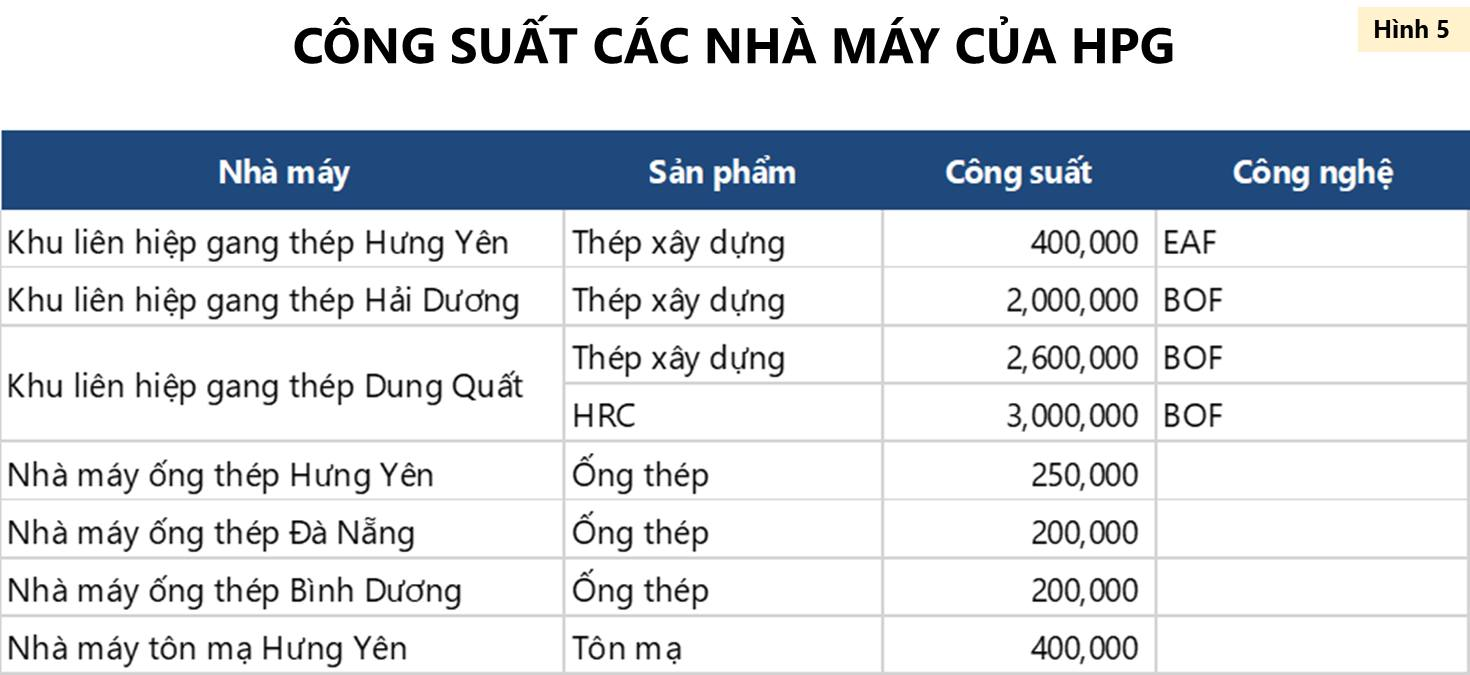 CÔNG SUẤT CÁC NHÀ MÁY CỦA HPG
Hình 5
Nhà máy Sản phẩm Công suất Công nghệ
Khu liên hiệp gang thép Hưng Yên Thép xây dựng 400,000 EAF
Khu liên hiệp gang thép Hải Dương Thép xây dựng 2,000,000 BOF
Khu liên hiệp gang thép Dung Quất Thép xây dựng 2,600,000 BOF
HRC 3,000,000 BOF
Nhà máy ống thép Hưng Yên Ống thép 250,000
Nhà máy ống thép Đà Nẵng Ống thép 200,000
Nhà máy ống thép Bình Dương Ống thép 200,000
Nhà máy tôn mạ Hưng Yên Tôn mạ 400,000